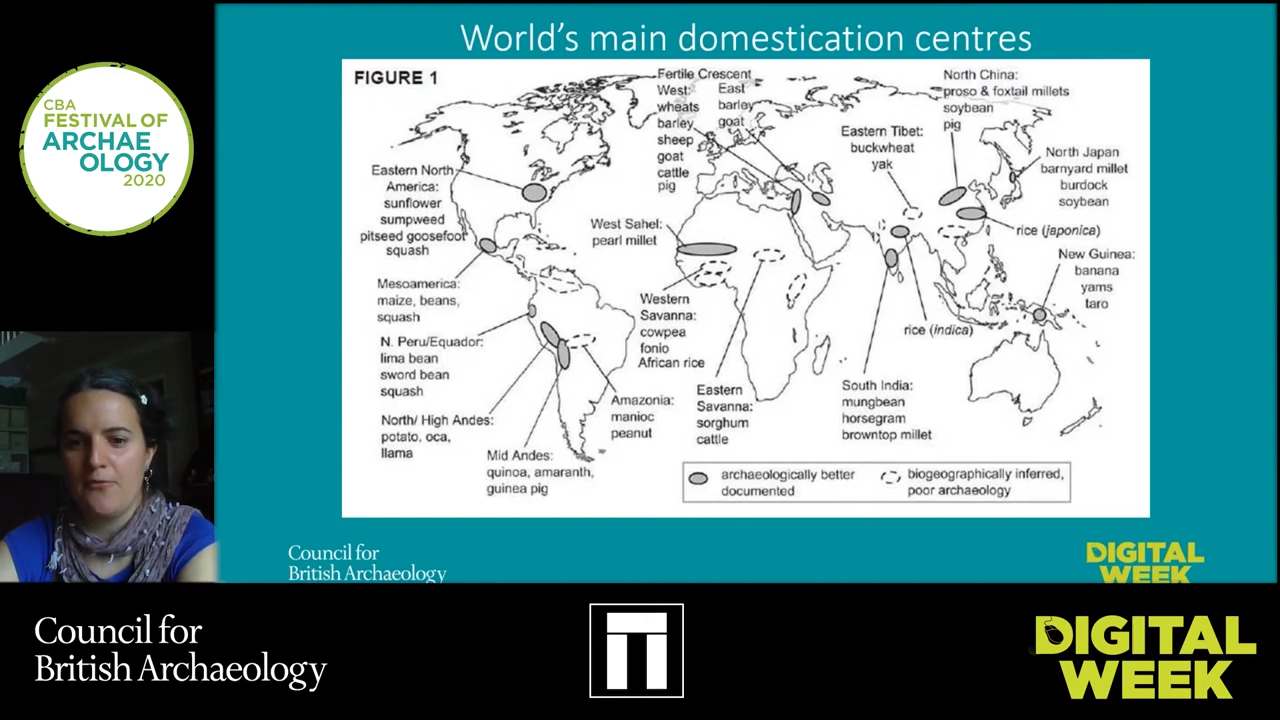 CBA
FESTIVAL OF
ARCHAE
OLOGY
2020
World's main domestication centres
FIGURE 1
Fertile Crescent
West:
wheats
barley
sheep
goat
cattle
pig
East
barley
goat
North China:
proso & foxtail millets
soybean
pig
Eastern Tibet:
buckwheat
yak
North Japan
barnyard millet
burdock
soybean
Eastern North
America:
sunflower
sumpweed
pitseed goosefoot
squash
West Sahel:
pearl millet
rice (japonica)
New Guinea:
banana
yams
taro
Mesoamerica:
maize, beans,
squash
Western
Savanna:
cowpea
fonio
African rice
rice (indica)
N. Peru/Equador:
lima bean
sword bean
squash
Eastern
Savanna:
sorghum
cattle
South India:
mungbean
horsegram
browntop millet
Amazonia:
manioc
peanut
North/ High Andes:
potato, oca,
llama
Mid Andes:
quinoa, amaranth,
guinea pig
archaeologically better
documented
biogeographically inferred,
poor archaeology
Council for
British Archaeology
DIGITAL
WEEK
Council for
British Archaeology
DIGITAL
WEEK